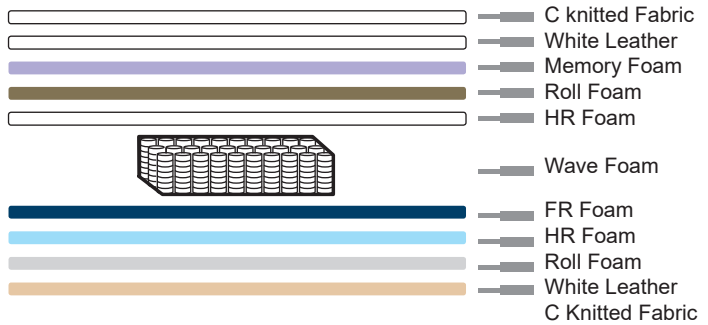 C knitted Fabric
White Leather
Memory Foam
Roll Foam
HR Foam
Wave Foam
FR Foam
HR Foam
Roll Foam
White Leather
C Knitted Fabric